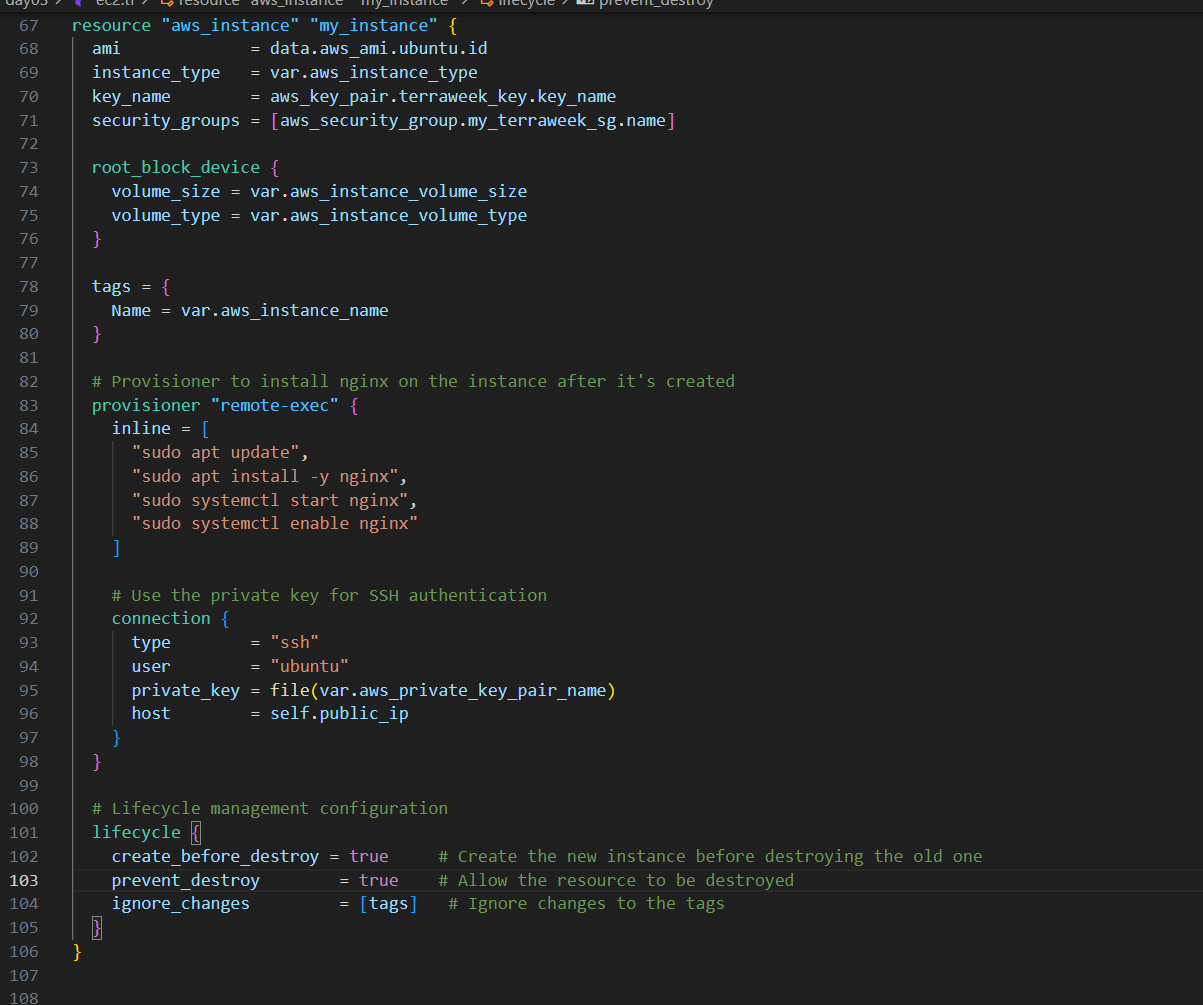 day03 > ec2.tf > resource "aws_instance" "my_instance" > lifecycle > prevent_destroy
67 resource "aws_instance" "my_instance" {
68   ami             = data.aws_ami.ubuntu.id
69   instance_type   = var.aws_instance_type
70   key_name        = aws_key_pair.terraweek_key.key_name
71   security_groups = [aws_security_group.my_terraweek_sg.name]
72
73   root_block_device {
74     volume_size = var.aws_instance_volume_size
75     volume_type = var.aws_instance_volume_type
76   }
77
78   tags = {
79     Name = var.aws_instance_name
80   }
81
82   # Provisioner to install nginx on the instance after it's created
83   provisioner "remote-exec" {
84     inline = [
85       "sudo apt update",
86       "sudo apt install -y nginx",
87       "sudo systemctl start nginx",
88       "sudo systemctl enable nginx"
89     ]
90
91     # Use the private key for SSH authentication
92     connection {
93       type        = "ssh"
94       user        = "ubuntu"
95       private_key = file(var.aws_private_key_pair_name)
96       host        = self.public_ip
97     }
98   }
99
100   # Lifecycle management configuration
101   lifecycle {
102     create_before_destroy = true     # Create the new instance before destroying the old one
103     prevent_destroy        = true    # Allow the resource to be destroyed
104     ignore_changes         = [tags]   # Ignore changes to the tags
105   }
106 }
107
108